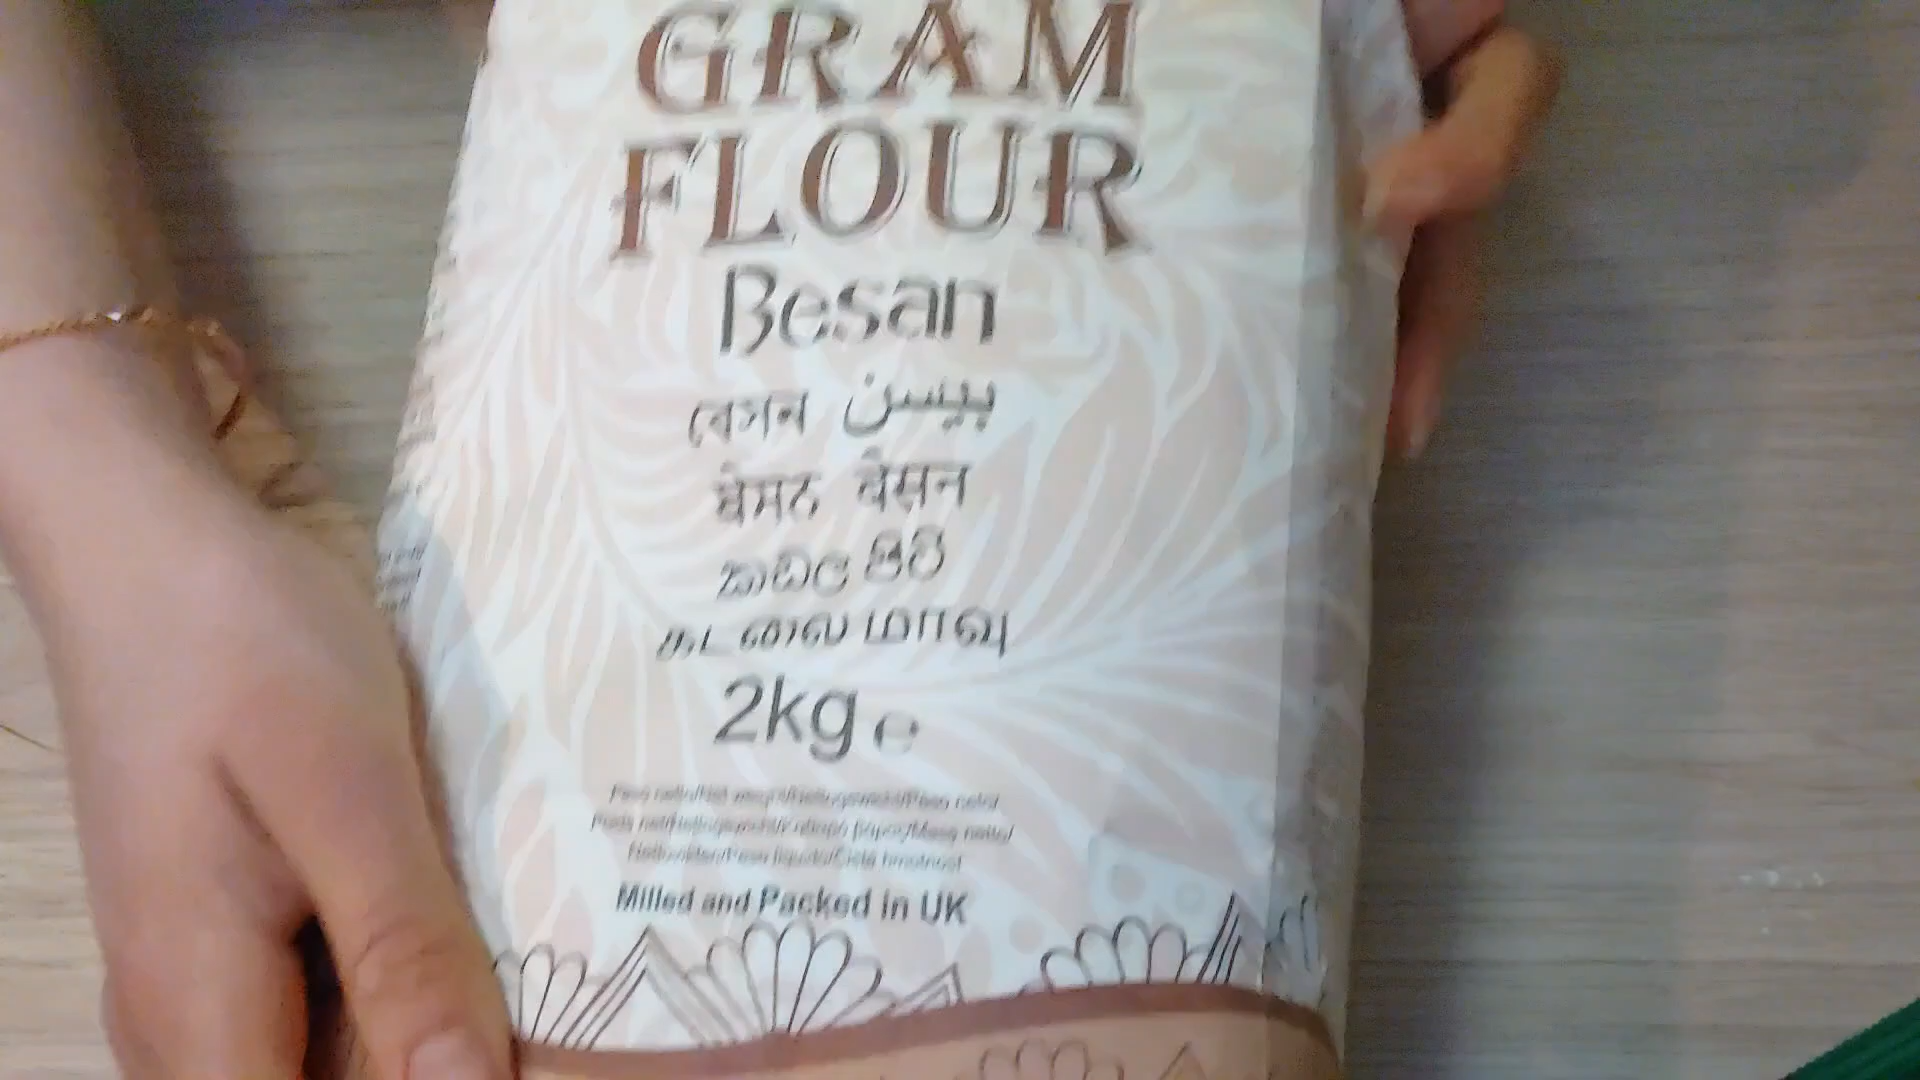 GRAM
FLOUR
Besan
বেসন بیسن
ਬੇਸਨ बेसन
කඩල පිටි
கடலை மாவு
2kg ℮
Milled and Packed in UK